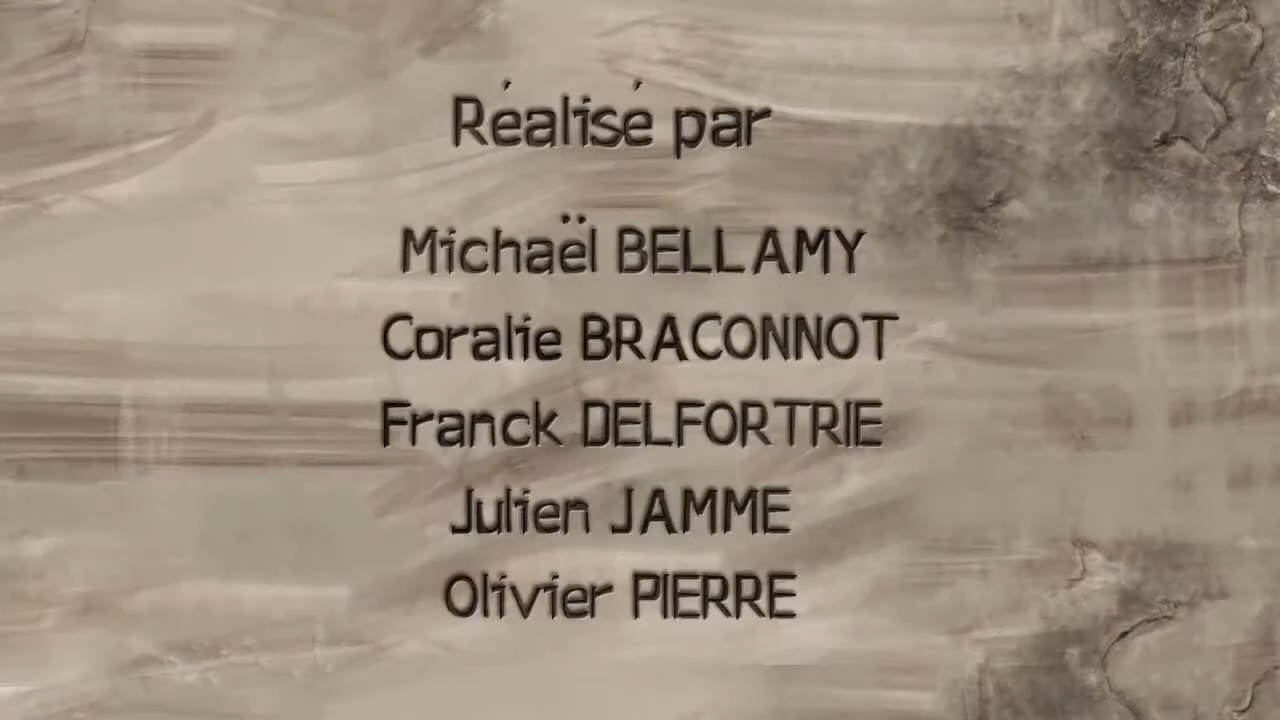 Réalisé par
Michaël BELLAMY
Coralie BRACONNOT
Franck DELFORTRIE
Julien JAMME
Olivier PIERRE